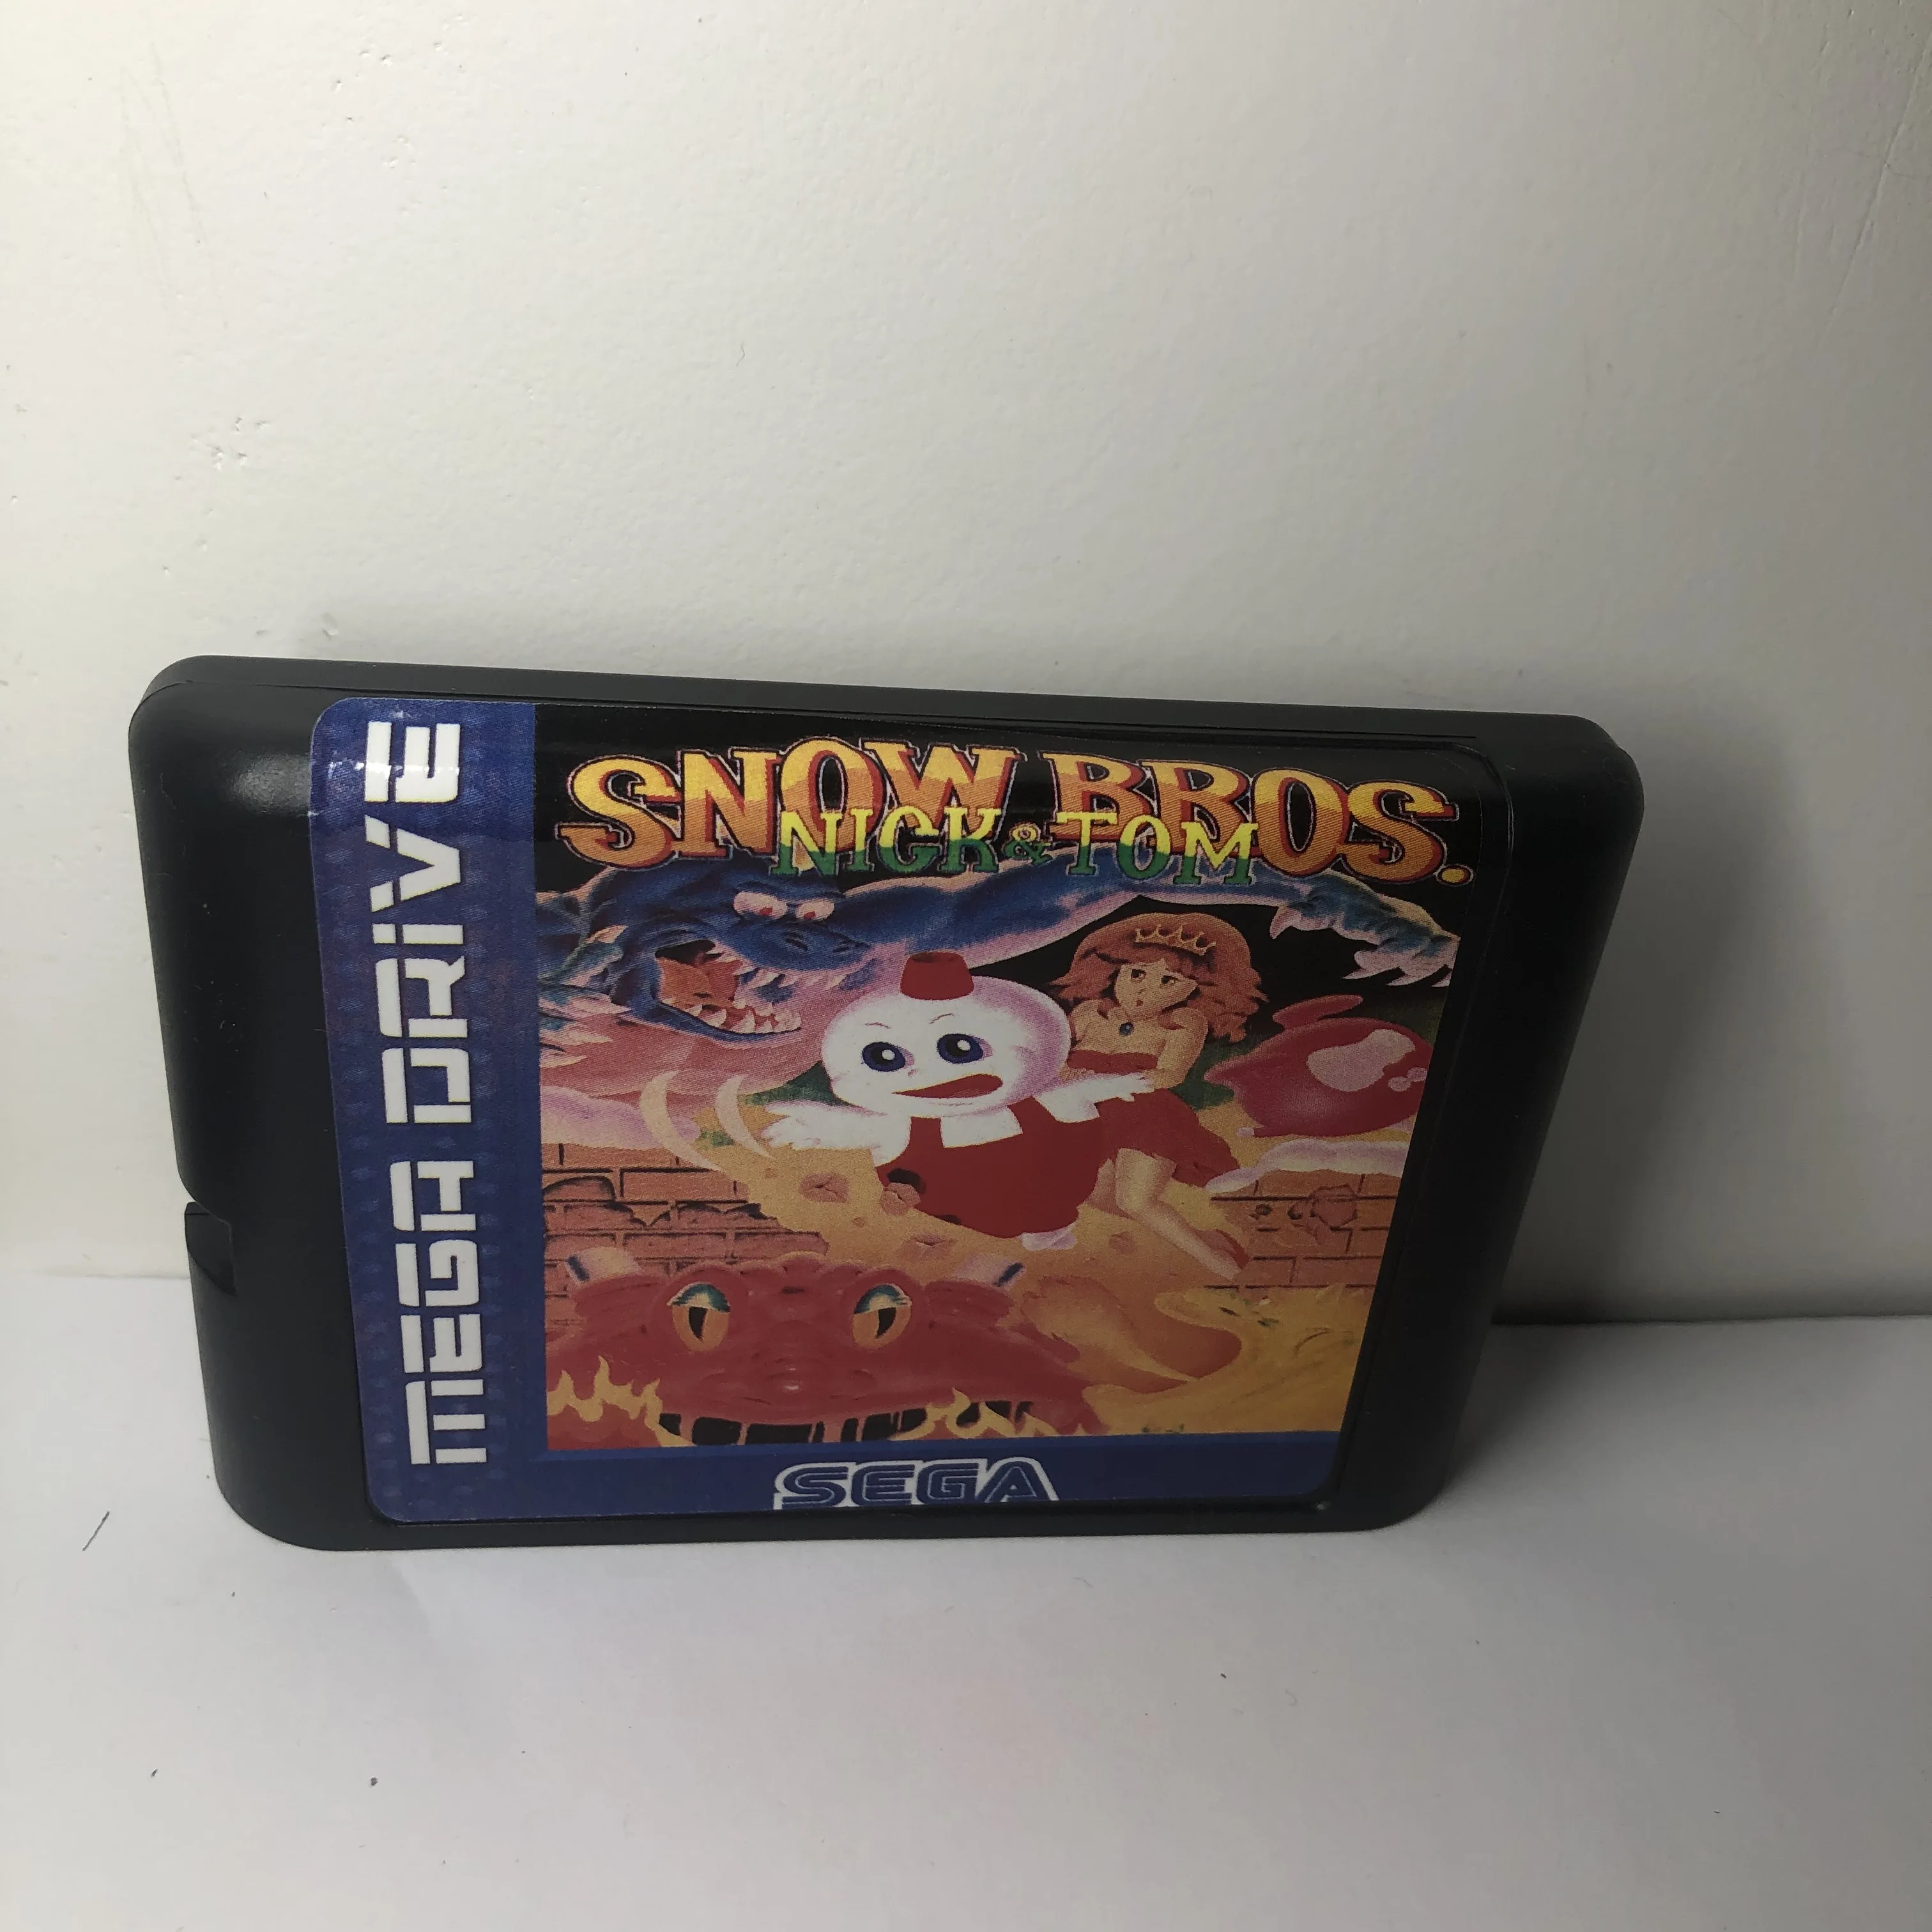 MEGA DRIVE
SNOW BROS.
NICK & TOM
SEGA